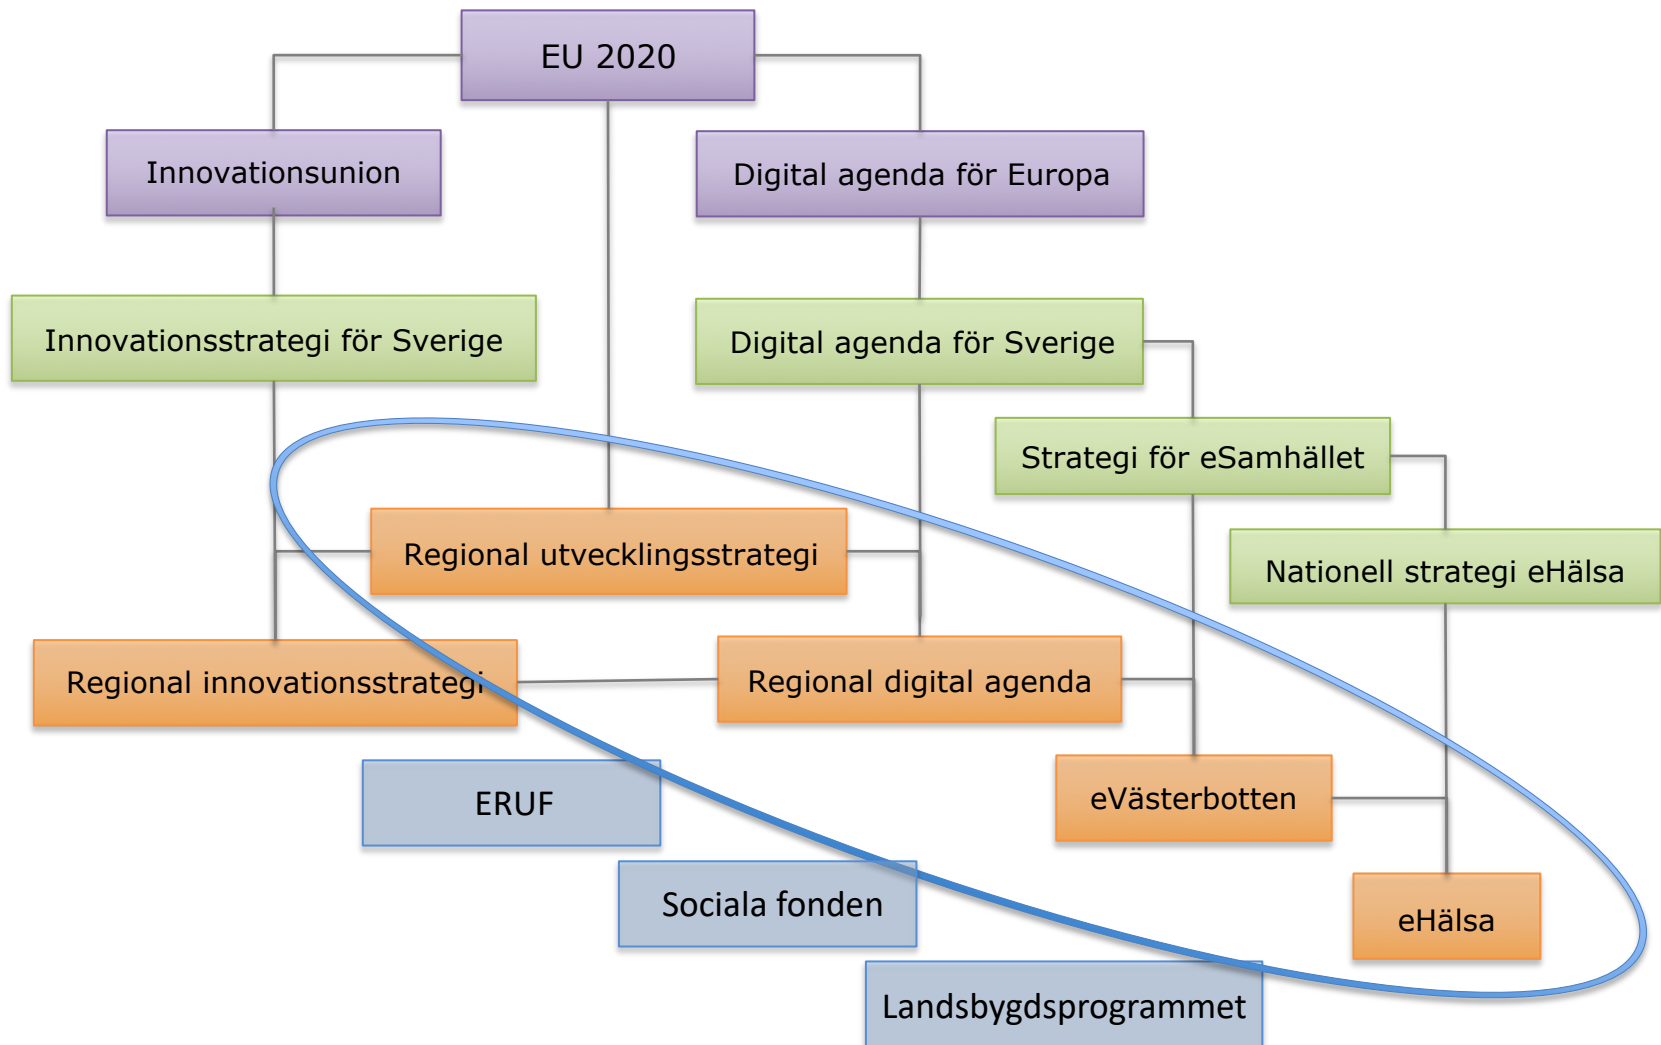 EU 2020
Innovationsunion
Digital agenda för Europa
Innovationsstrategi för Sverige
Digital agenda för Sverige
Strategi för eSamhället
Regional utvecklingsstrategi
Nationell strategi eHälsa
Regional innovationsstrategi
Regional digital agenda
eVästerbotten
ERUF
Sociala fonden
eHälsa
Landsbygdsprogrammet